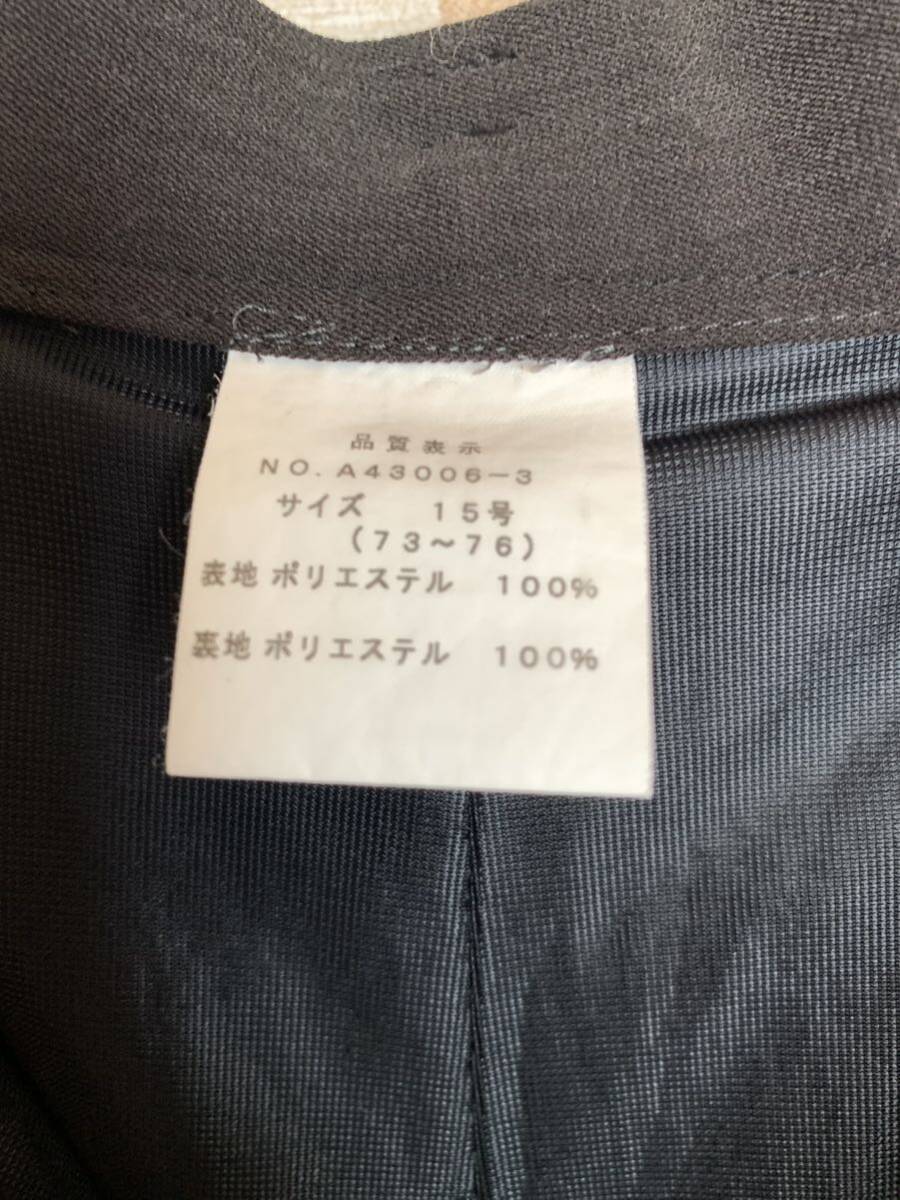 品質表示
NO. A43006-3
サイズ 15号
(73~76)
表地 ポリエステル 100%
裏地 ポリエステル 100%